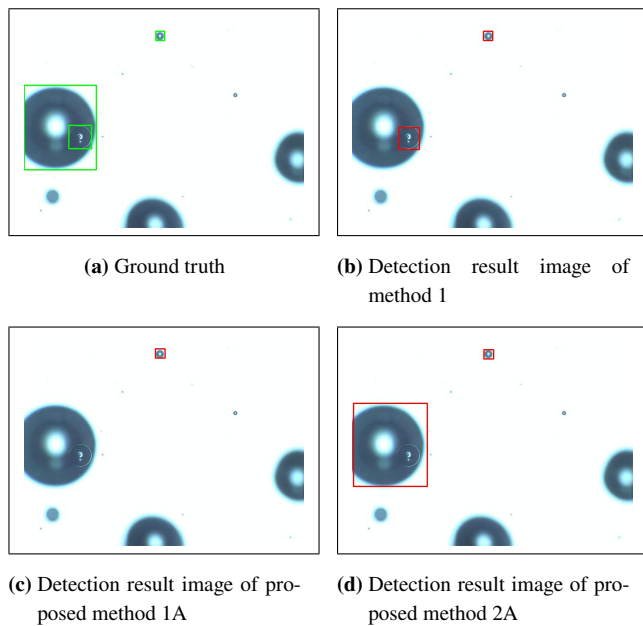 (a) Ground truth
(b) Detection result image of
method 1
(c) Detection result image of pro-
posed method 1A
(d) Detection result image of pro-
posed method 2A